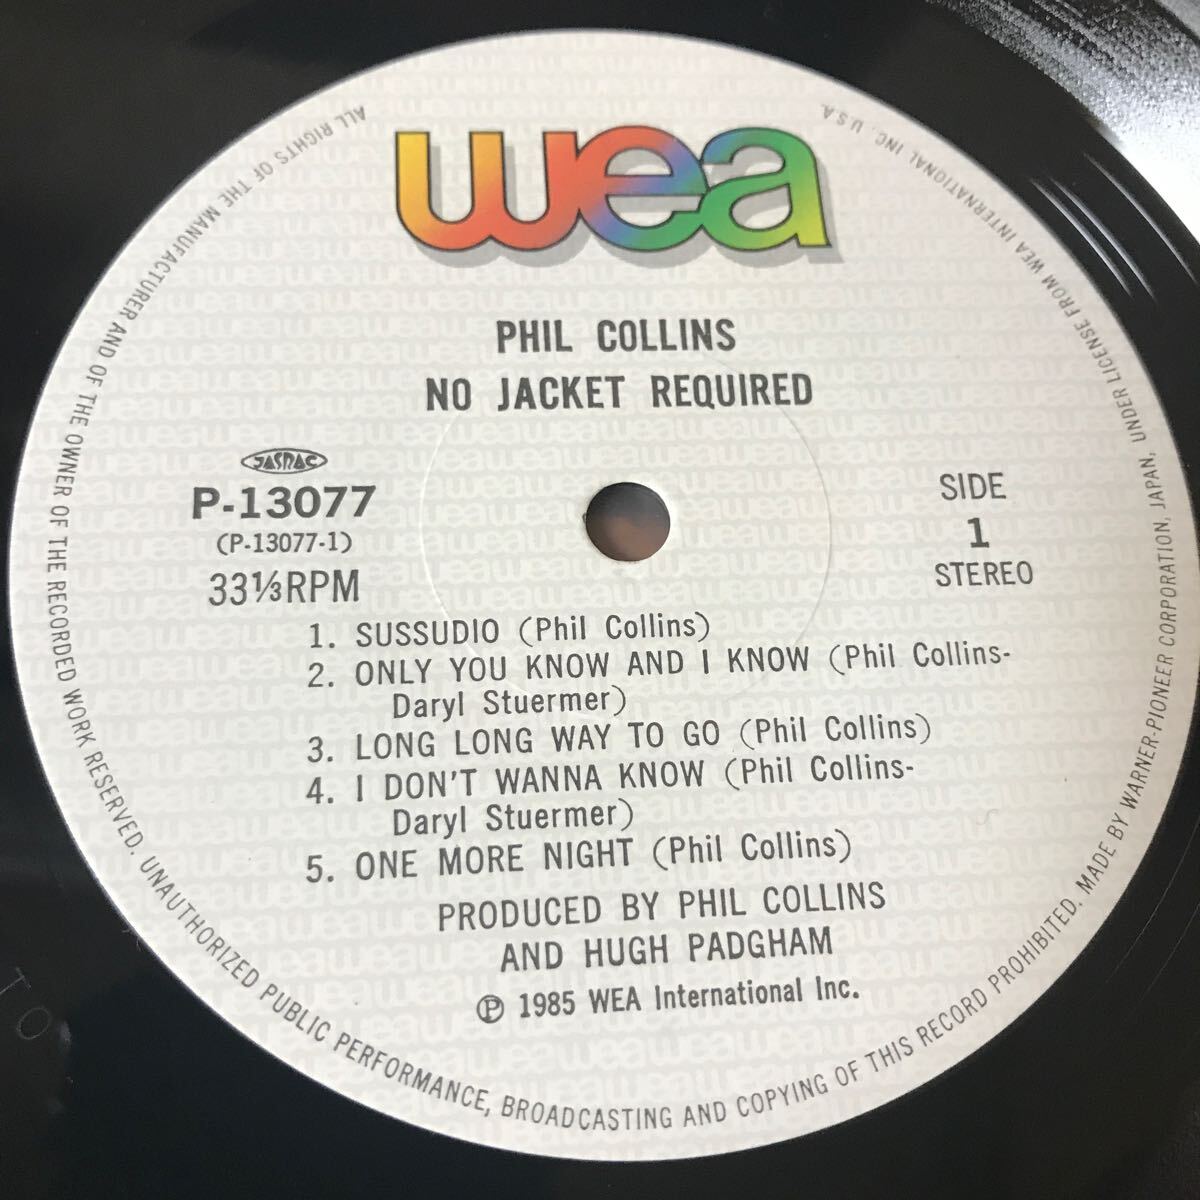 wea
PHIL COLLINS
NO JACKET REQUIRED
JASRAC
P-13077
(P-13077-1)
33⅓RPM
SIDE
1
STEREO
1. SUSSUDIO (Phil Collins)
2. ONLY YOU KNOW AND I KNOW (Phil Collins-
Daryl Stuermer)
3. LONG LONG WAY TO GO (Phil Collins)
4. I DON'T WANNA KNOW (Phil Collins-
Daryl Stuermer)
5. ONE MORE NIGHT (Phil Collins)
PRODUCED BY PHIL COLLINS
AND HUGH PADGHAM
Ⓟ 1985 WEA International Inc.
ALL RIGHTS OF THE MANUFACTURER AND OF THE OWNER OF THE RECORDED WORK RESERVED. UNAUTHORIZED PUBLIC PERFORMANCE, BROADCASTING AND COPYING OF THIS RECORD PROHIBITED. MADE BY WARNER-PIONEER CORPORATION, JAPAN, UNDER LICENSE FROM WEA INTERNATIONAL INC. U.S.A.